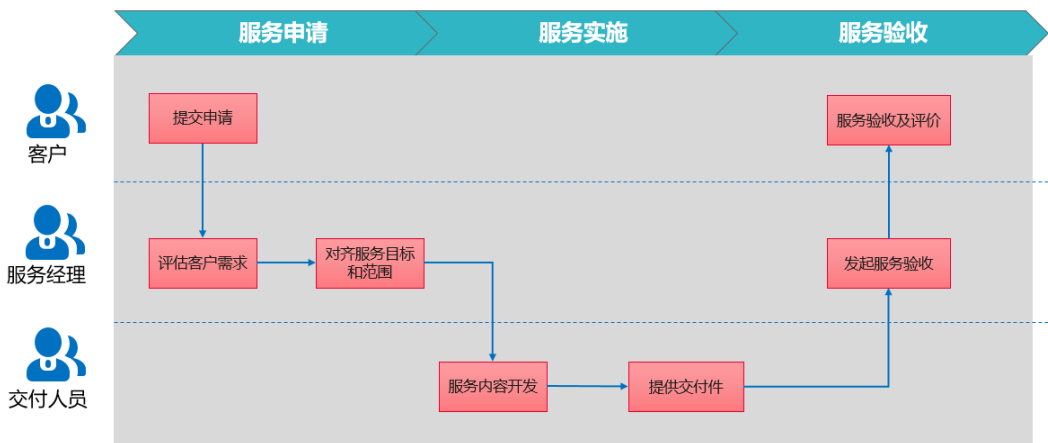 服务申请
服务实施
服务验收
客户
提交申请
服务验收及评价
服务经理
评估客户需求
对齐服务目标
和范围
发起服务验收
交付人员
服务内容开发
提供交付件